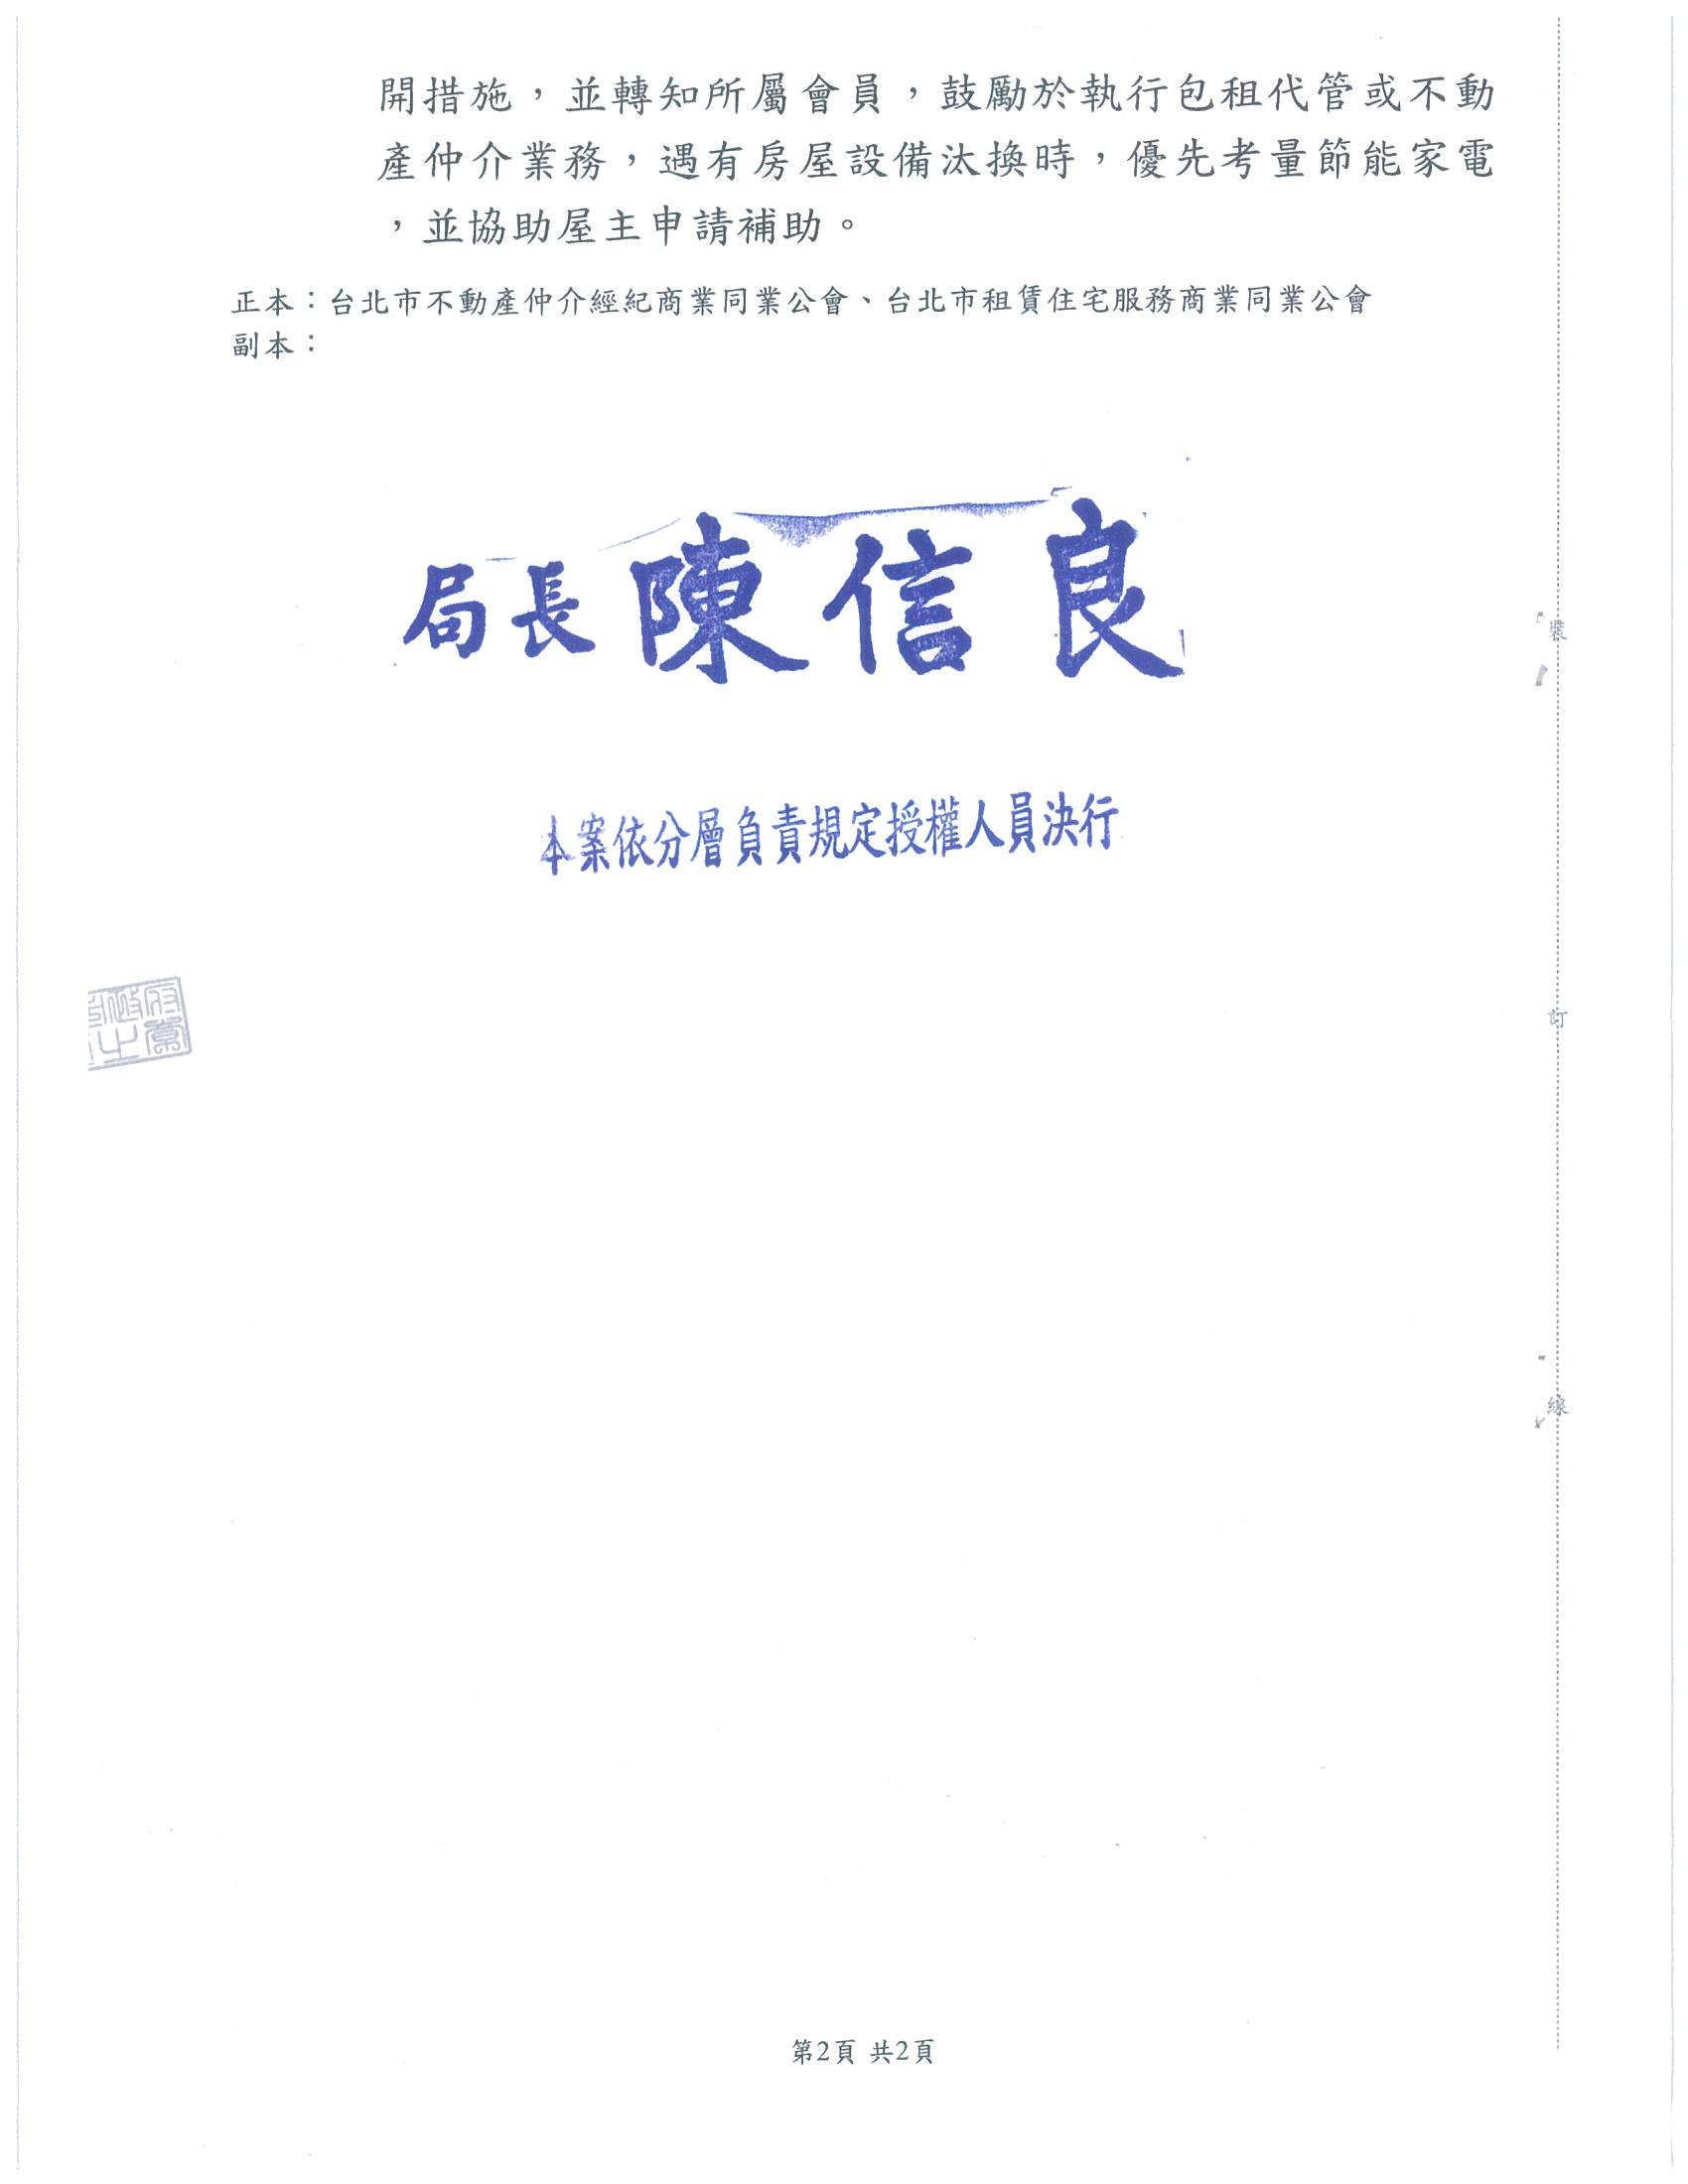 開措施，並轉知所屬會員，鼓勵於執行包租代管或不動
產仲介業務，遇有房屋設備汰換時，優先考量節能家電
，並協助屋主申請補助。
正本：台北市不動產仲介經紀商業同業公會、台北市租賃住宅服務商業同業公會
副本：
局長陳信良
本案依分層負責規定授權人員決行
裝
訂
線
第2頁 共2頁